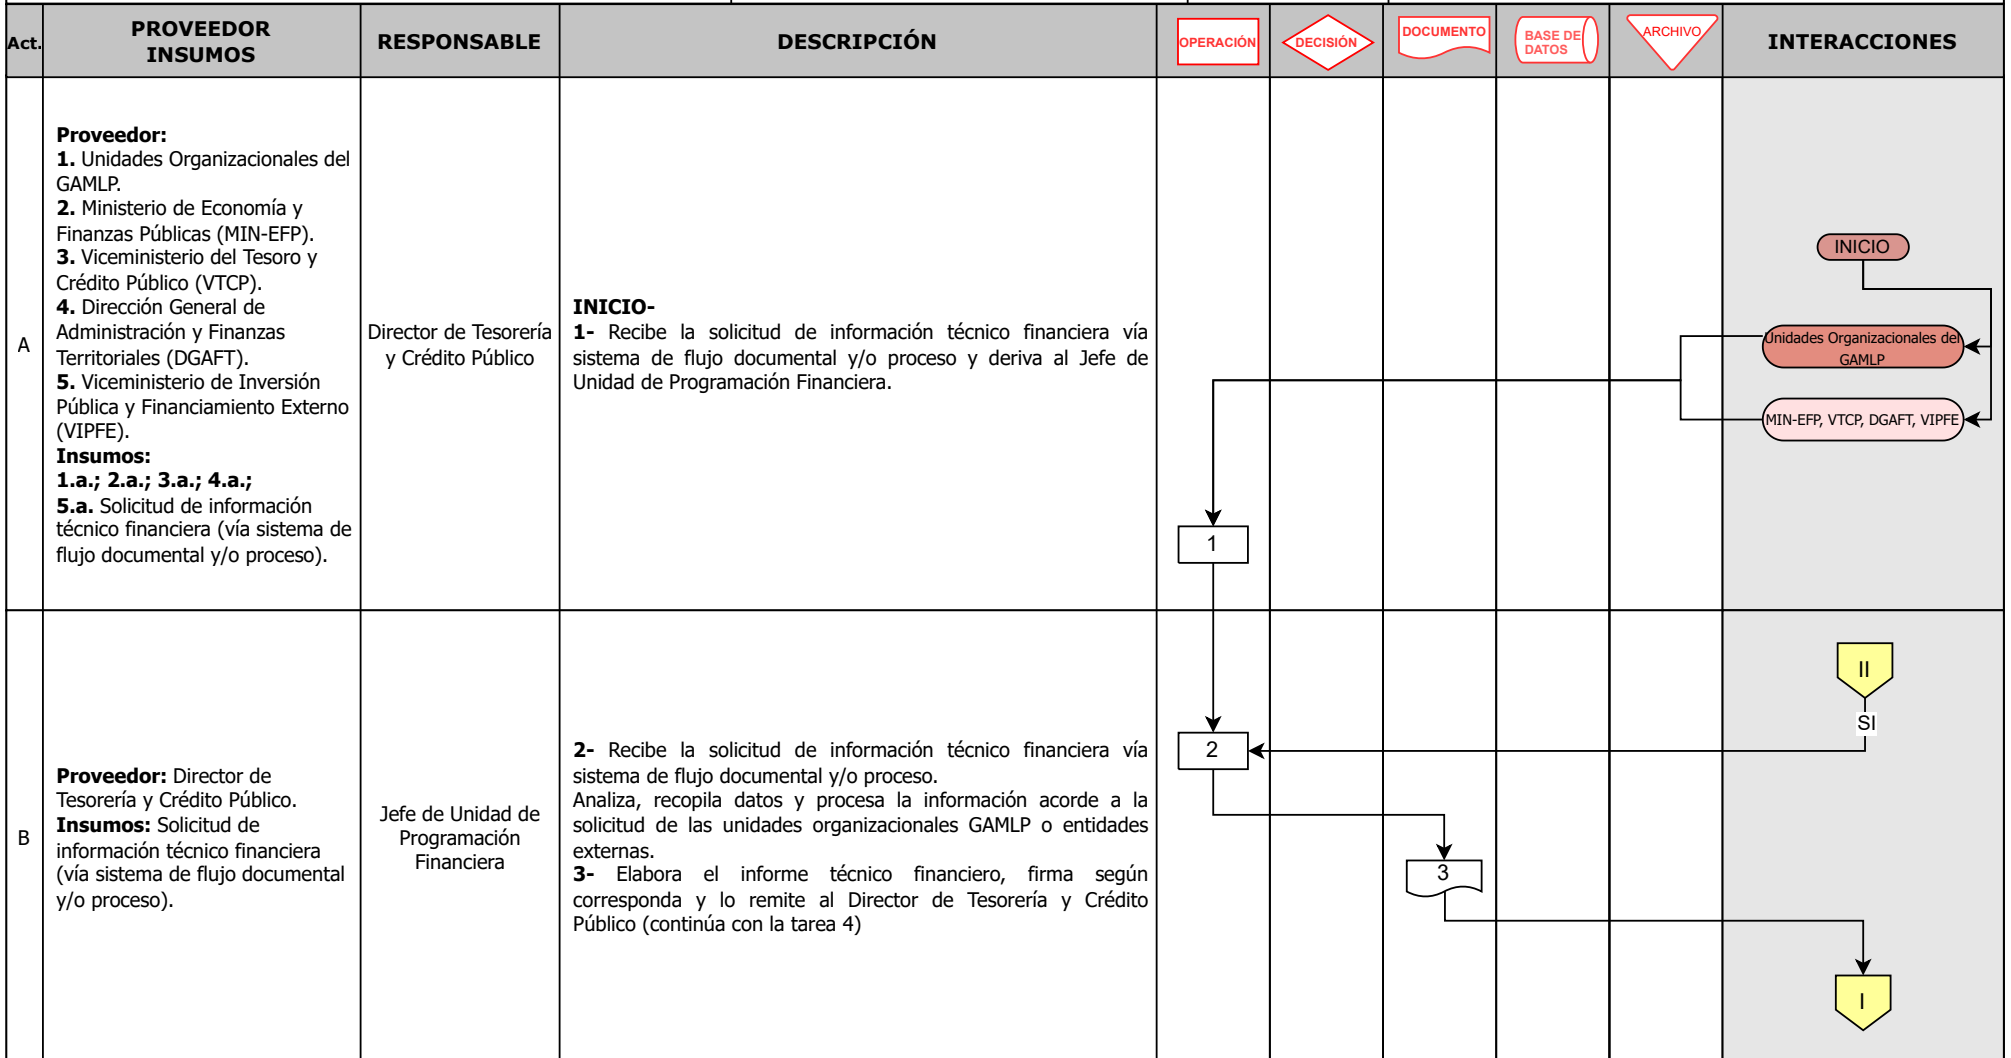 Act.
PROVEEDOR
INSUMOS
RESPONSABLE
DESCRIPCIÓN
OPERACIÓN
DECISIÓN
DOCUMENTO
BASE DE
DATOS
ARCHIVO
INTERACCIONES
A
Proveedor:
1. Unidades Organizacionales del
GAMLP.
2. Ministerio de Economía y
Finanzas Públicas (MIN-EFP).
3. Viceministerio del Tesoro y
Crédito Público (VTCP).
4. Dirección General de
Administración y Finanzas
Territoriales (DGAFT).
5. Viceministerio de Inversión
Pública y Financiamiento Externo
(VIPFE).
Insumos:
1.a.; 2.a.; 3.a.; 4.a.;
5.a. Solicitud de información
técnico financiera (vía sistema de
flujo documental y/o proceso).
Director de Tesorería
y Crédito Público
INICIO-
1- Recibe la solicitud de información técnico financiera vía
sistema de flujo documental y/o proceso y deriva al Jefe de
Unidad de Programación Financiera.
1
INICIO
Unidades Organizacionales del
GAMLP
MIN-EFP, VTCP, DGAFT, VIPFE
B
Proveedor: Director de
Tesorería y Crédito Público.
Insumos: Solicitud de
información técnico financiera
(vía sistema de flujo documental
y/o proceso).
Jefe de Unidad de
Programación
Financiera
2- Recibe la solicitud de información técnico financiera vía
sistema de flujo documental y/o proceso.
Analiza, recopila datos y procesa la información acorde a la
solicitud de las unidades organizacionales GAMLP o entidades
externas.
3- Elabora el informe técnico financiero, firma según
corresponda y lo remite al Director de Tesorería y Crédito
Público (continúa con la tarea 4)
2
3
II
SI
I